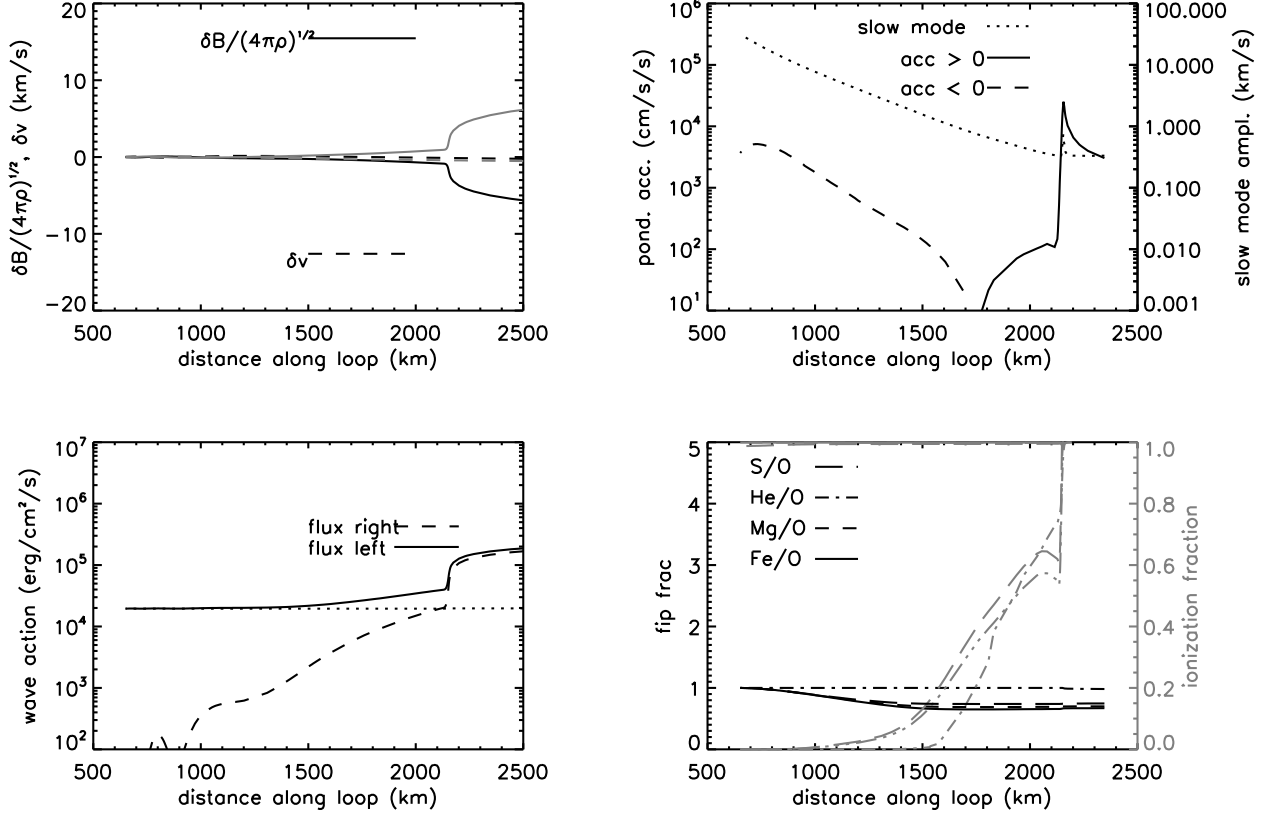 20
10
0
−10
−20
δB/(4πρ)^1/2, δv (km/s)
δB/(4πρ)^1/2
δv
500 1000 1500 2000 2500
distance along loop (km)
10^6
10^5
10^4
10^3
10^2
10^1
pond. acc. (cm/s/s)
slow mode
acc > 0
acc < 0
100.000
10.000
1.000
0.100
0.010
0.001
slow mode ampl. (km/s)
500 1000 1500 2000 2500
distance along loop (km)
10^7
10^6
10^5
10^4
10^3
10^2
wave action (erg/cm^2/s)
flux right
flux left
500 1000 1500 2000 2500
distance along loop (km)
5
4
3
2
1
0
fip frac
S/O
He/O
Mg/O
Fe/O
1.0
0.8
0.6
0.4
0.2
0.0
ionization fraction
500 1000 1500 2000 2500
distance along loop (km)